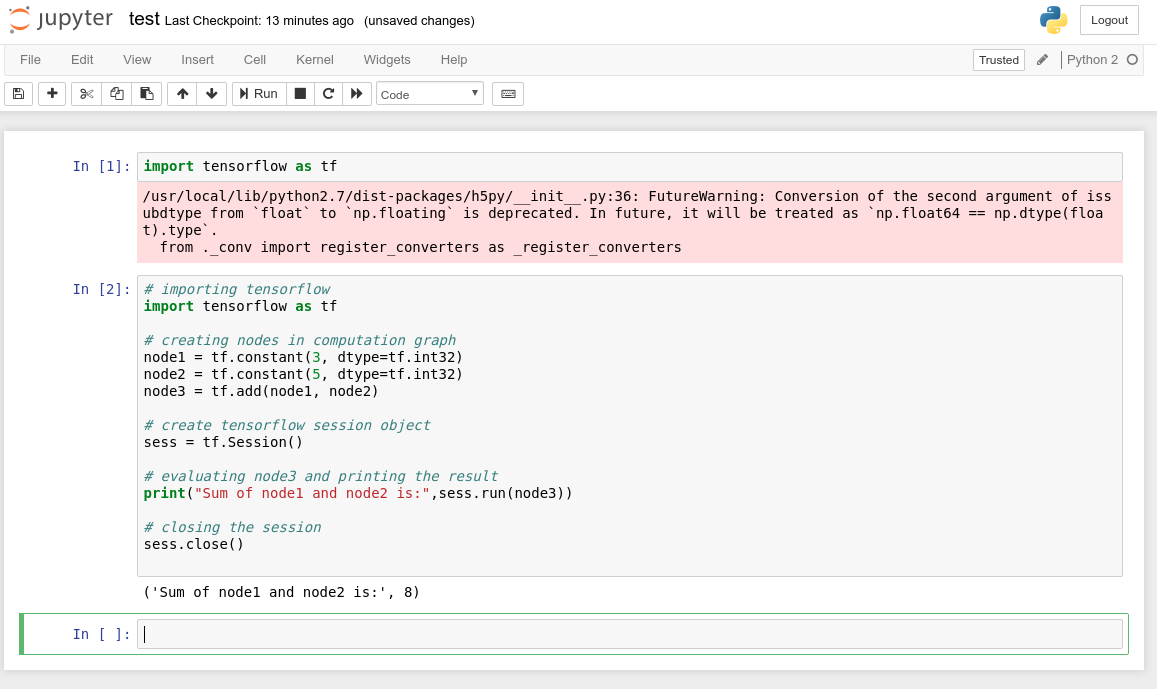 jupyter test Last Checkpoint: 13 minutes ago (unsaved changes) Logout
File Edit View Insert Cell Kernel Widgets Help Trusted Python 2
Run Code
In [1]: import tensorflow as tf
/usr/local/lib/python2.7/dist-packages/h5py/__init__.py:36: FutureWarning: Conversion of the second argument of iss
ubdtype from `float` to `np.floating` is deprecated. In future, it will be treated as `np.float64 == np.dtype(floa
t).type`.
  from ._conv import register_converters as _register_converters
In [2]: # importing tensorflow
import tensorflow as tf
# creating nodes in computation graph
node1 = tf.constant(3, dtype=tf.int32)
node2 = tf.constant(5, dtype=tf.int32)
node3 = tf.add(node1, node2)
# create tensorflow session object
sess = tf.Session()
# evaluating node3 and printing the result
print("Sum of node1 and node2 is:",sess.run(node3))
# closing the session
sess.close()
('Sum of node1 and node2 is:', 8)
In [ ]: